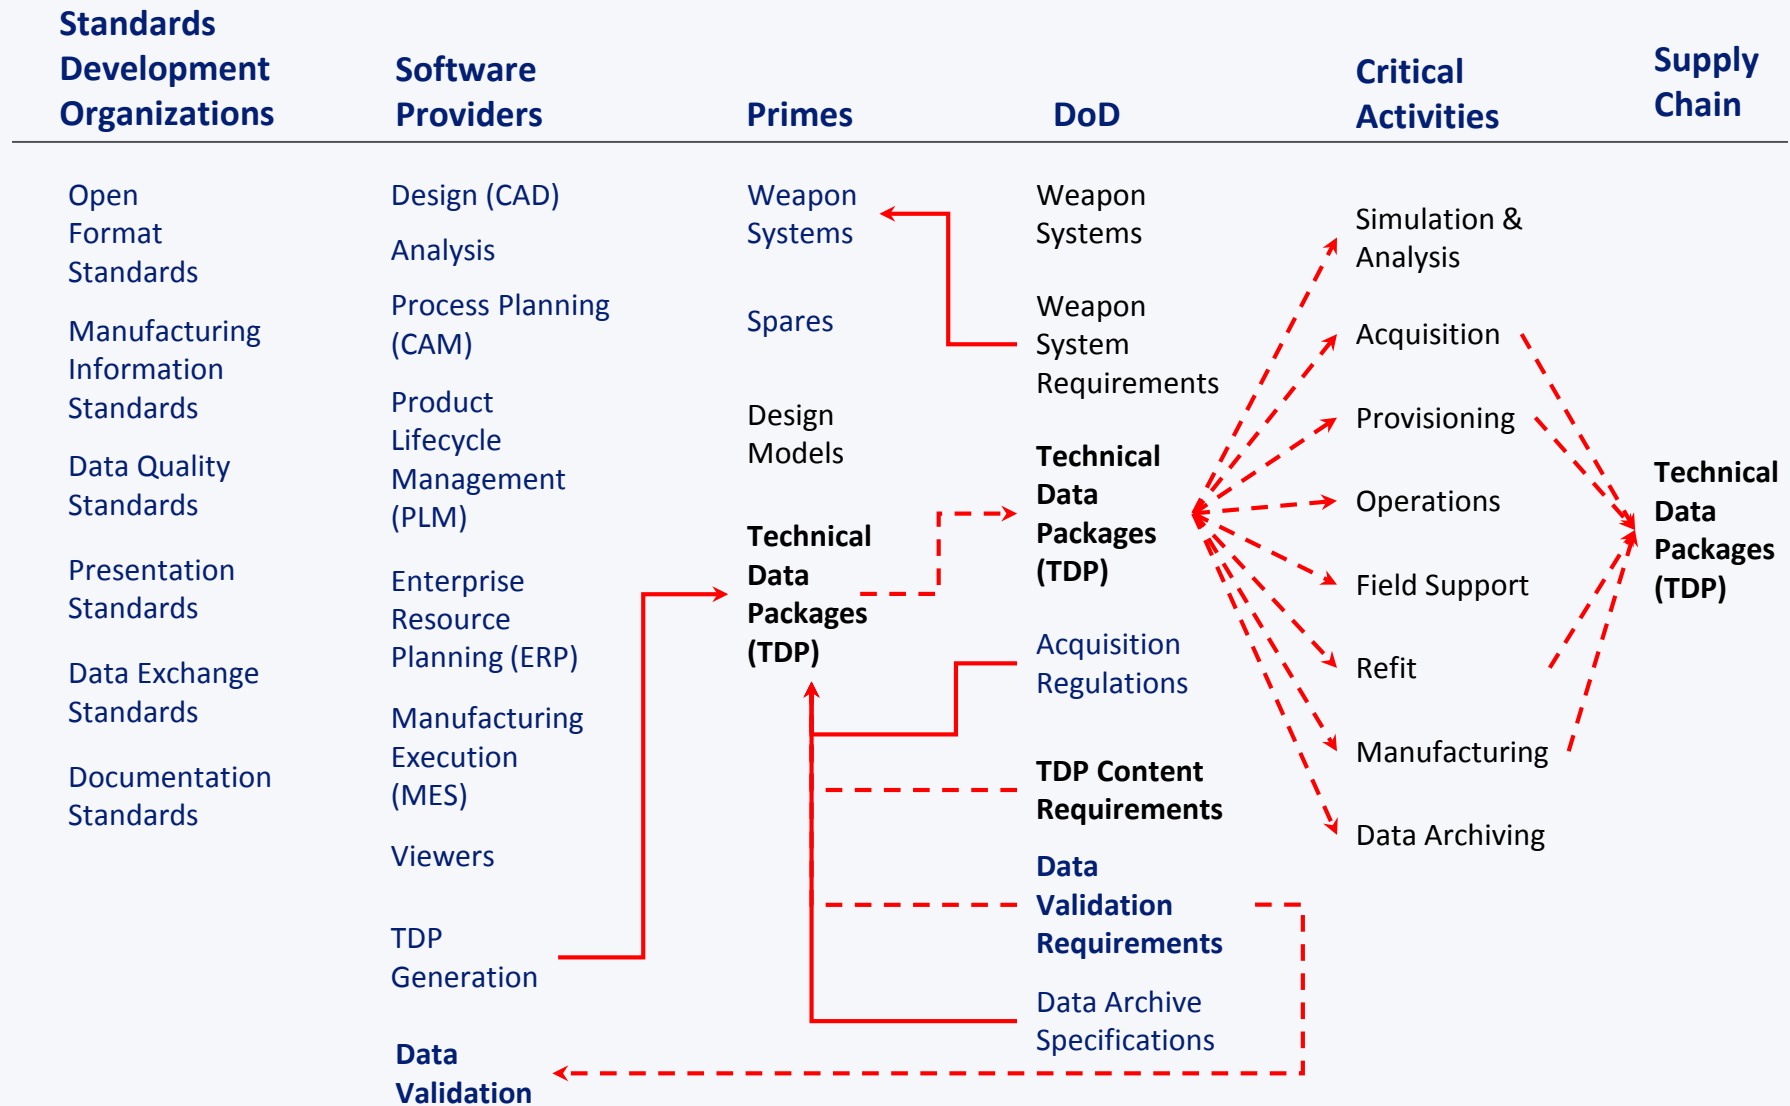 Standards
Development
Organizations
Software
Providers
Primes
DoD
Critical
Activities
Supply
Chain
Open
Format
Standards
Manufacturing
Information
Standards
Data Quality
Standards
Presentation
Standards
Data Exchange
Standards
Documentation
Standards
Design (CAD)
Analysis
Process Planning
(CAM)
Product
Lifecycle
Management
(PLM)
Enterprise
Resource
Planning (ERP)
Manufacturing
Execution
(MES)
Viewers
TDP
Generation
Data
Validation
Weapon
Systems
Spares
Design
Models
Technical
Data
Packages
(TDP)
Weapon
Systems
Weapon
System
Requirements
Technical
Data
Packages
(TDP)
Acquisition
Regulations
TDP Content
Requirements
Data
Validation
Requirements
Data Archive
Specifications
Simulation &
Analysis
Acquisition
Provisioning
Operations
Field Support
Refit
Manufacturing
Data Archiving
Technical
Data
Packages
(TDP)